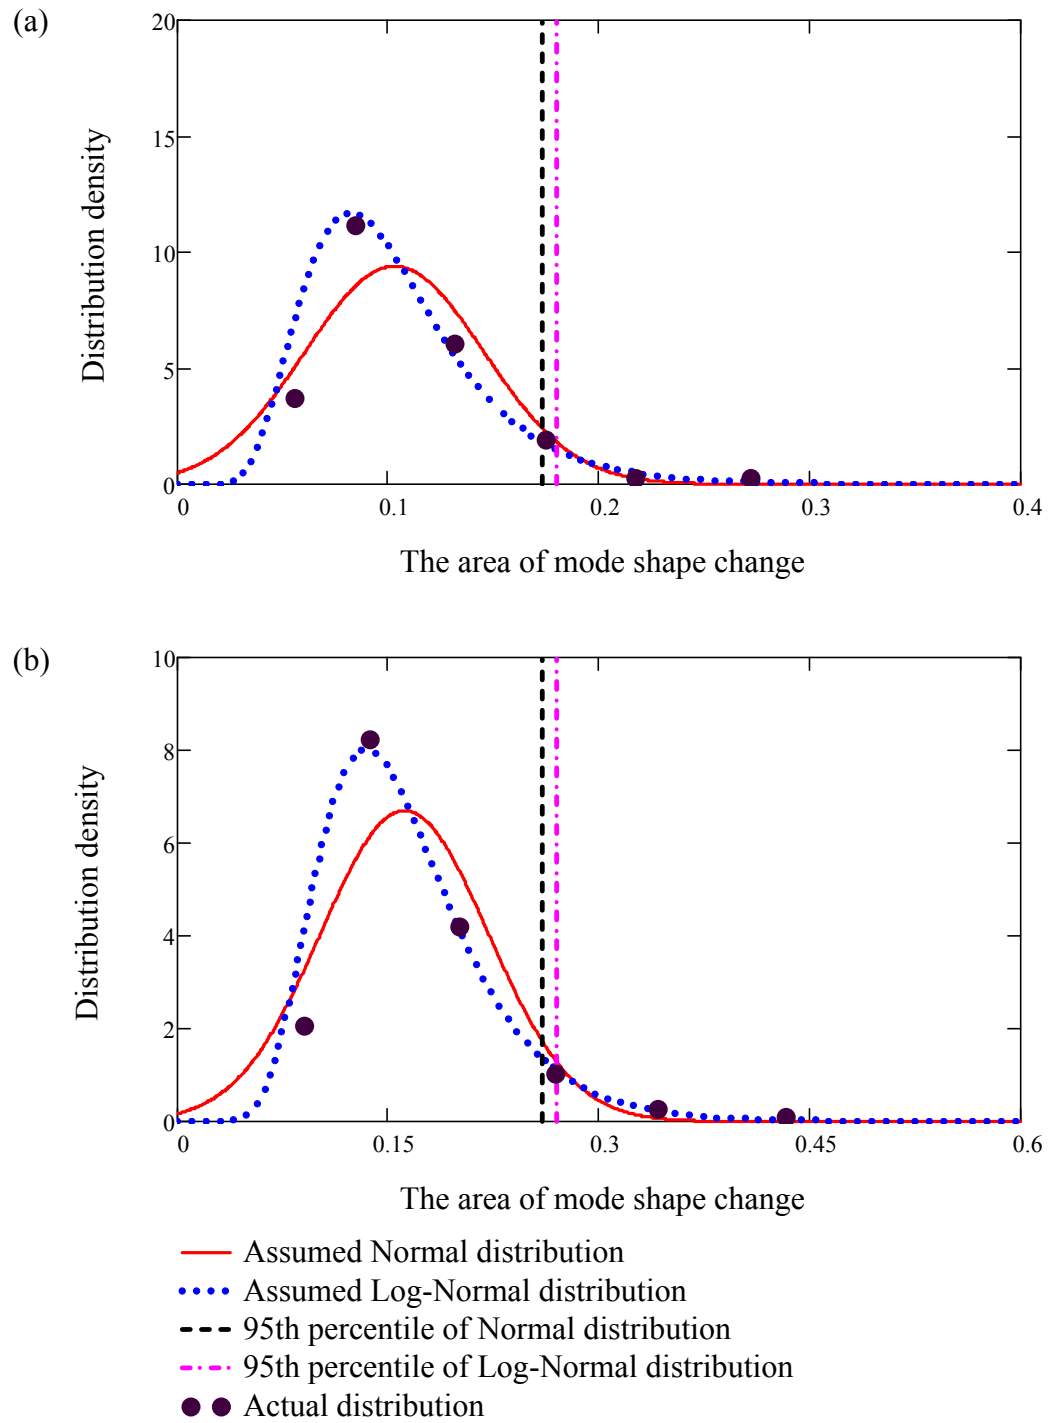 (a)
20
15
10
5
0
Distribution density
0 0.1 0.2 0.3 0.4
The area of mode shape change
(b)
10
8
6
4
2
0
Distribution density
0 0.15 0.3 0.45 0.6
The area of mode shape change
Assumed Normal distribution
Assumed Log-Normal distribution
95th percentile of Normal distribution
95th percentile of Log-Normal distribution
Actual distribution